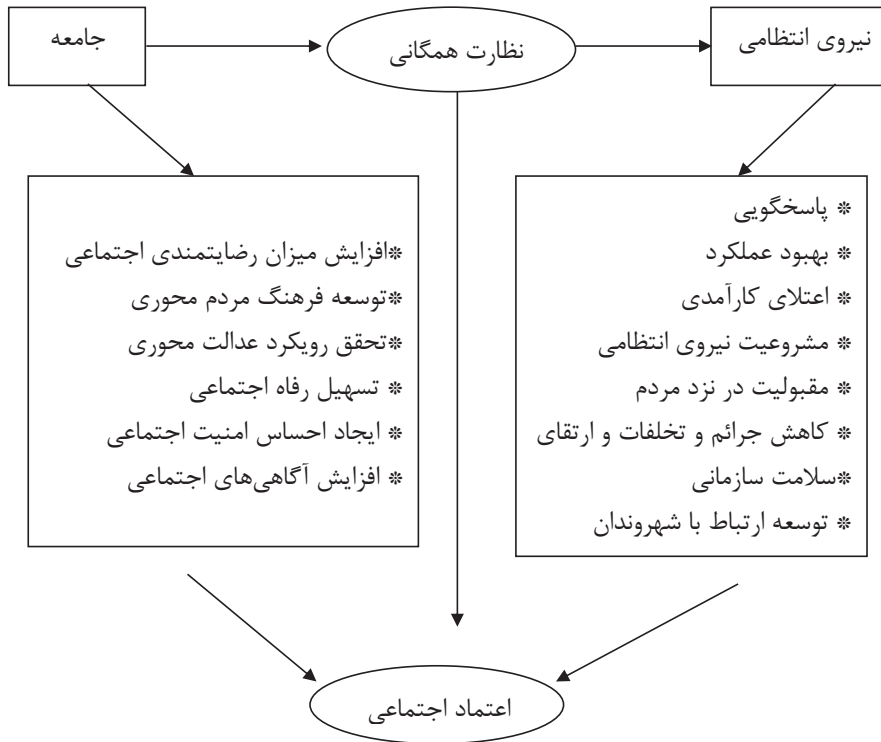 نیروی انتظامی
نظارت همگانی
جامعه
* پاسخگویی
* بهبود عملکرد
* اعتلای کارآمدی
* مشروعیت نیروی انتظامی
* مقبولیت در نزد مردم
* کاهش جرائم و تخلفات و ارتقای
*سلامت سازمانی
* توسعه ارتباط با شهروندان
*افزایش میزان رضایتمندی اجتماعی
*توسعه فرهنگ مردم محوری
*تحقق رویکرد عدالت محوری
* تسهیل رفاه اجتماعی
* ایجاد احساس امنیت اجتماعی
* افزایش آگاهی‌های اجتماعی
اعتماد اجتماعی